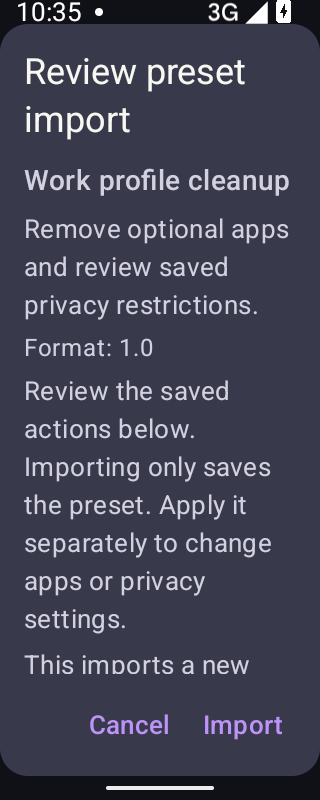 10:35
3G
Review preset
import
Work profile cleanup
Remove optional apps
and review saved
privacy restrictions.
Format: 1.0
Review the saved
actions below.
Importing only saves
the preset. Apply it
separately to change
apps or privacy
settings.
This imports a new
Cancel
Import